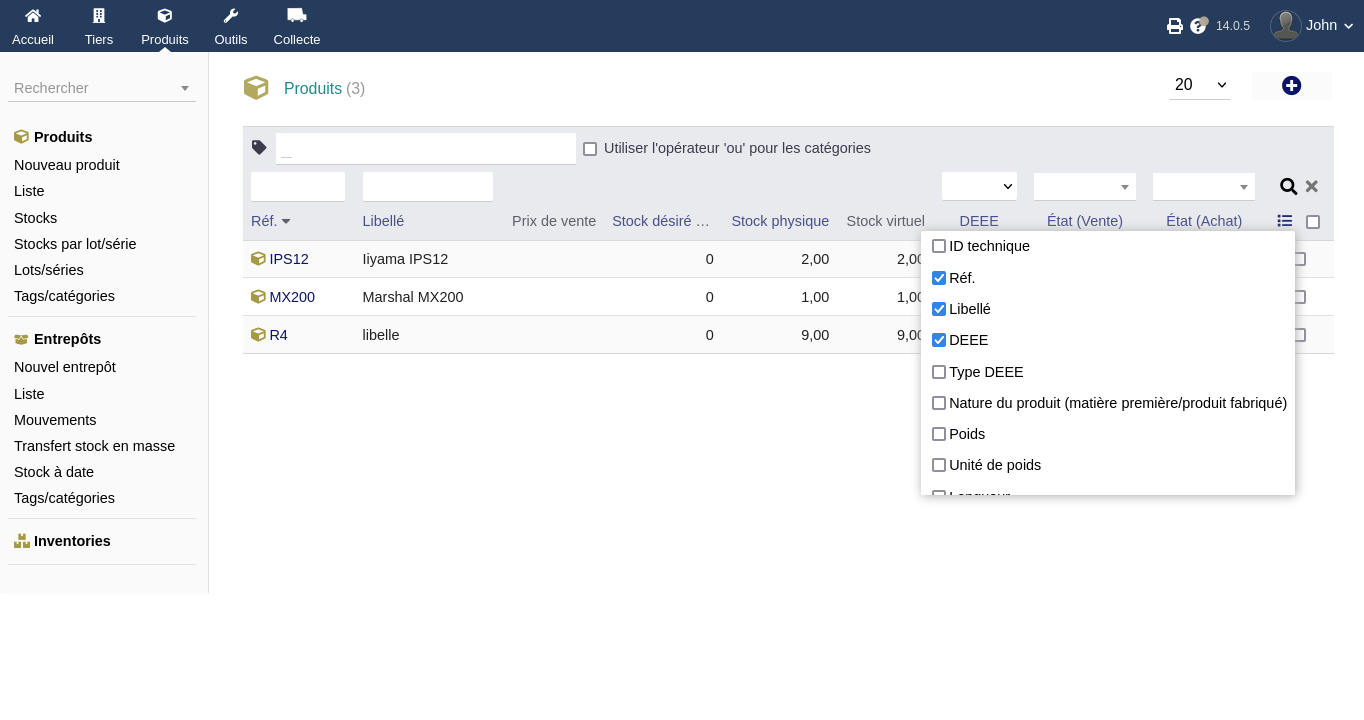 Accueil Tiers Produits Outils Collecte 14.0.5 John
Rechercher
Produits
Nouveau produit
Liste
Stocks
Stocks par lot/série
Lots/séries
Tags/catégories
Entrepôts
Nouvel entrepôt
Liste
Mouvements
Transfert stock en masse
Stock à date
Tags/catégories
Inventories
Produits (3) 20
_ Utiliser l'opérateur 'ou' pour les catégories
Réf. Libellé Prix de vente Stock désiré … Stock physique Stock virtuel DEEE État (Vente) État (Achat)
IPS12 Iiyama IPS12 0 2,00 2,00
MX200 Marshal MX200 0 1,00 1,00
R4 libelle 0 9,00 9,00
ID technique
Réf.
Libellé
DEEE
Type DEEE
Nature du produit (matière première/produit fabriqué)
Poids
Unité de poids